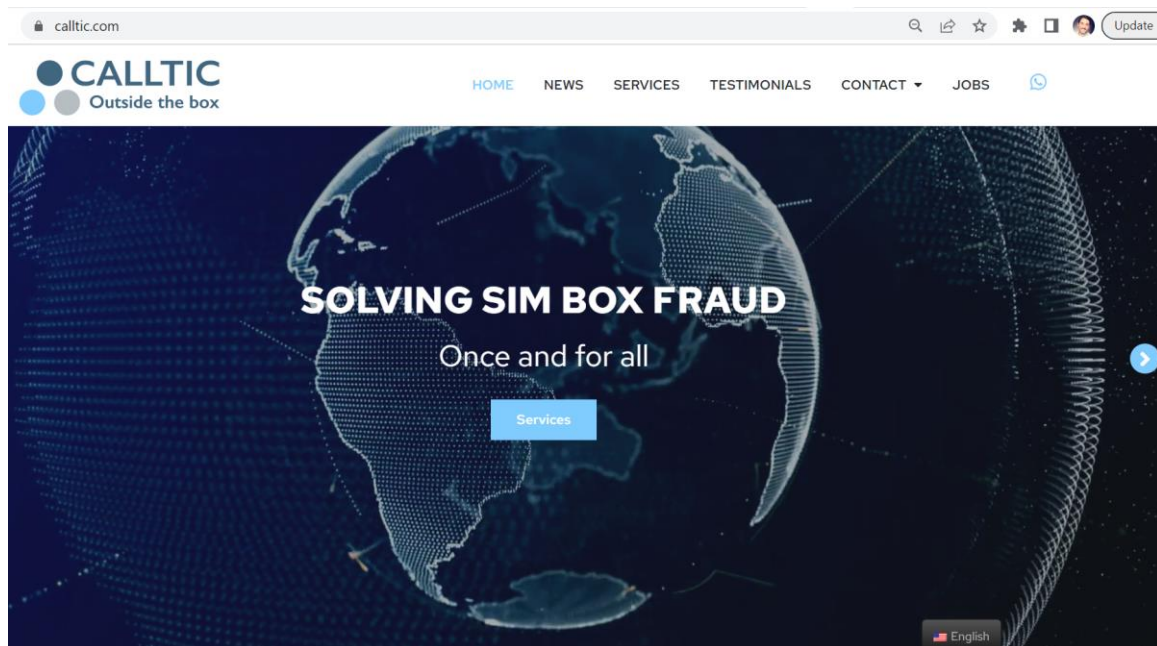 calltic.com
Update
CALLTIC
Outside the box
HOME NEWS SERVICES TESTIMONIALS CONTACT JOBS
SOLVING SIM BOX FRAUD
Once and for all
Services
English